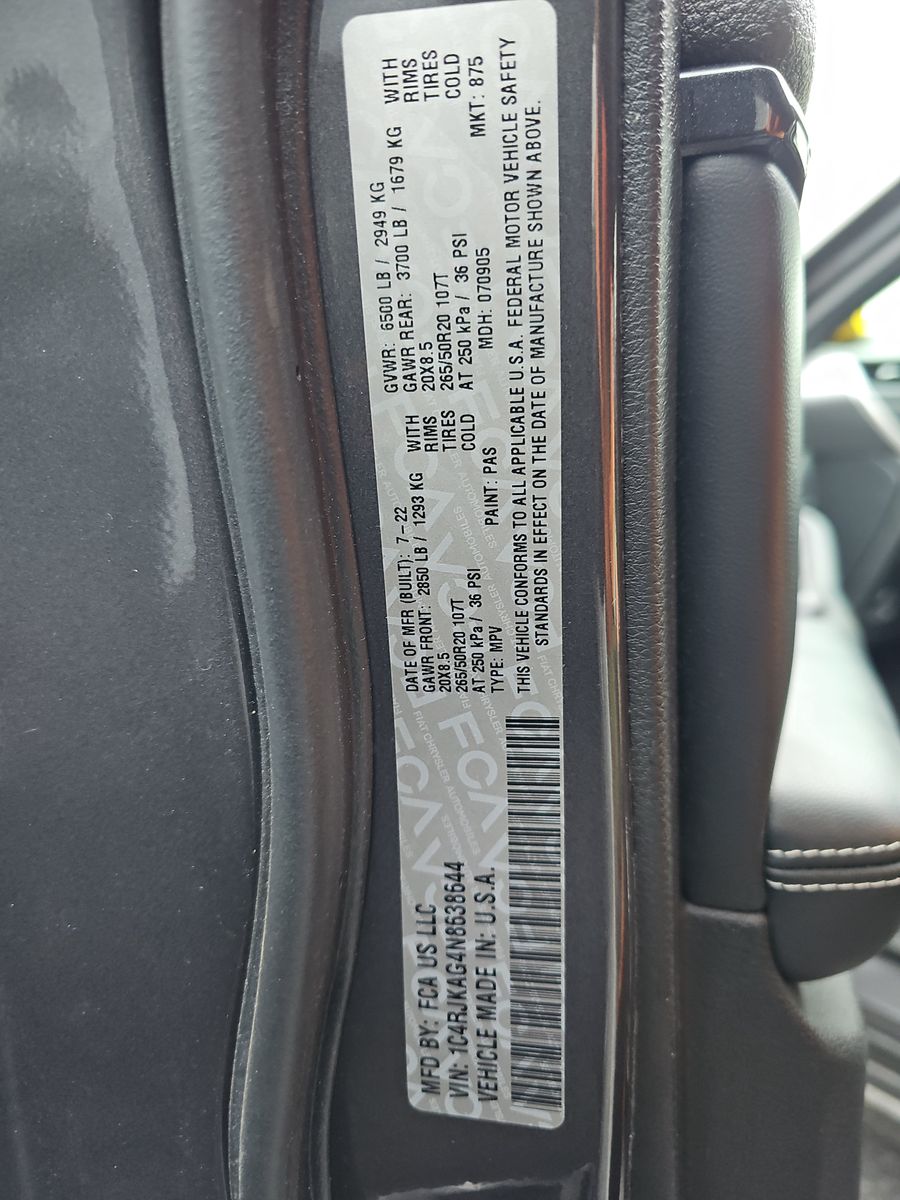 MFD BY: FCA US LLC
VIN: 1C4RJKAG4N8638644
VEHICLE MADE IN: U.S.A.
DATE OF MFR (BUILT): 7-22 GVWR: 6500 LB / 2949 KG
GAWR FRONT: 2850 LB / 1293 KG WITH GAWR REAR: 3700 LB / 1679 KG WITH
20X8.5 RIMS 20X8.5 RIMS
265/50R20 107T TIRES 265/50R20 107T TIRES
AT 250 kPa / 36 PSI COLD AT 250 kPa / 36 PSI COLD
TYPE: MPV PAINT: PAS MDH: 070905 MKT: 875
THIS VEHICLE CONFORMS TO ALL APPLICABLE U.S.A. FEDERAL MOTOR VEHICLE SAFETY
STANDARDS IN EFFECT ON THE DATE OF MANUFACTURE SHOWN ABOVE.